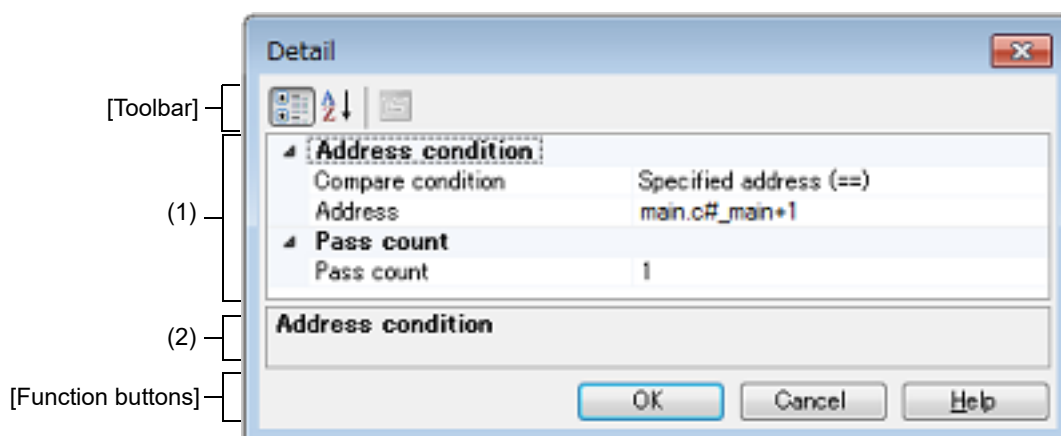 Detail
[Toolbar]
Address condition
Compare condition Specified address (==)
(1)
Address main.c#_main+1
Pass count
Pass count 1
Address condition
(2)
[Function buttons]
OK Cancel Help